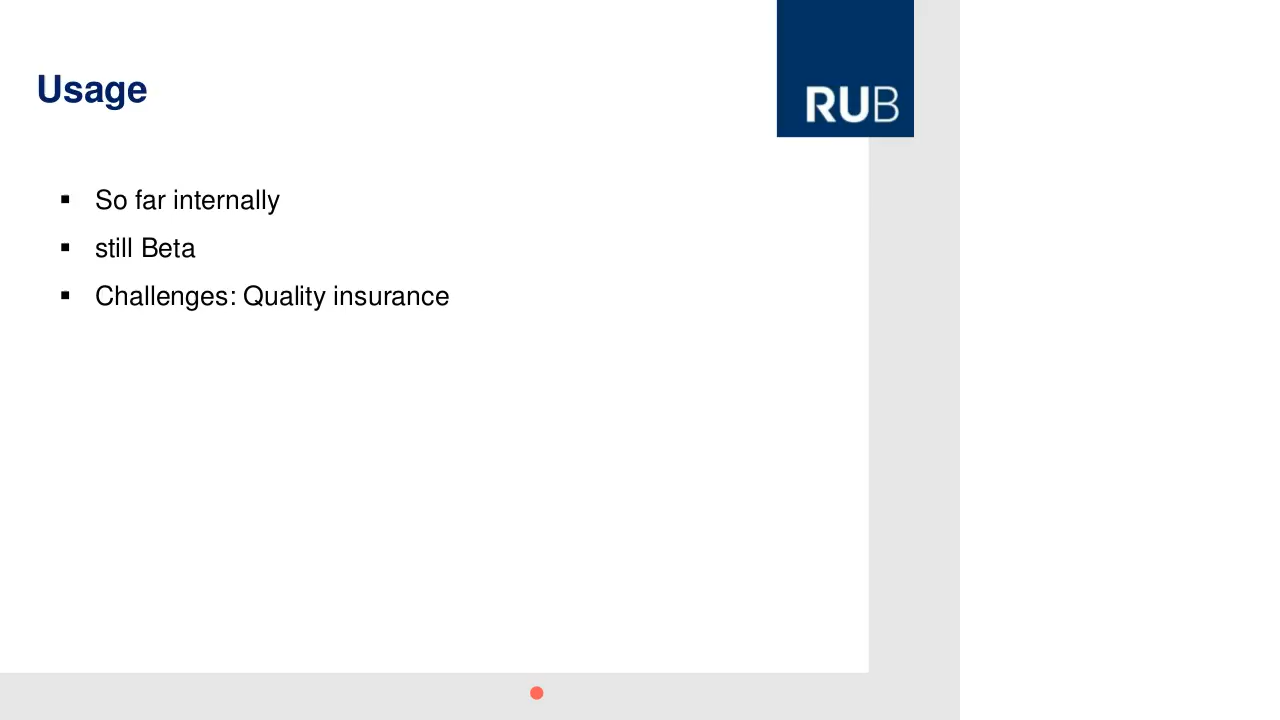 Usage
RUB
▪ So far internally
▪ still Beta
▪ Challenges: Quality insurance